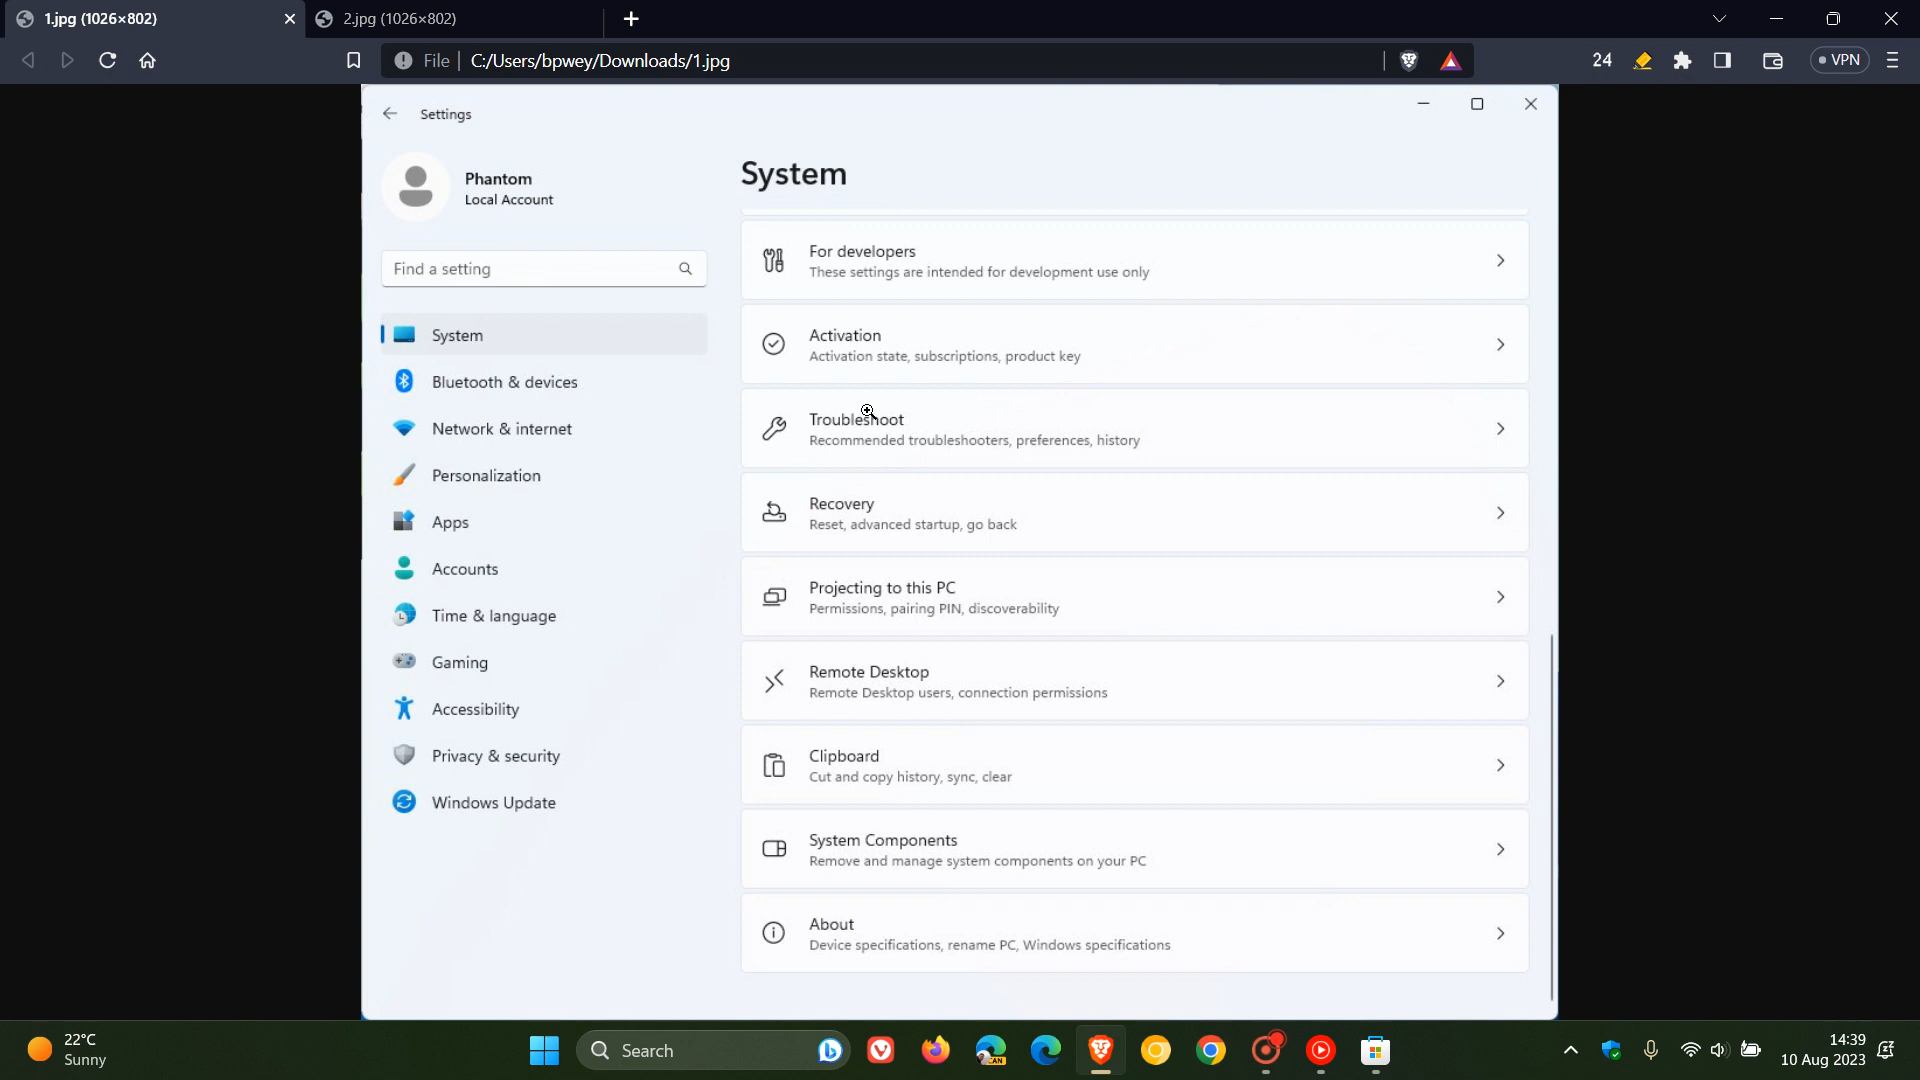 1.jpg (1026×802)
2.jpg (1026×802)
File
C:/Users/bpwey/Downloads/1.jpg
24
VPN
Settings
Phantom
Local Account
Find a setting
System
Bluetooth & devices
Network & internet
Personalization
Apps
Accounts
Time & language
Gaming
Accessibility
Privacy & security
Windows Update
System
For developers
These settings are intended for development use only
Activation
Activation state, subscriptions, product key
Troubleshoot
Recommended troubleshooters, preferences, history
Recovery
Reset, advanced startup, go back
Projecting to this PC
Permissions, pairing PIN, discoverability
Remote Desktop
Remote Desktop users, connection permissions
Clipboard
Cut and copy history, sync, clear
System Components
Remove and manage system components on your PC
About
Device specifications, rename PC, Windows specifications
22°C
Sunny
Search
CAN
14:39
10 Aug 2023